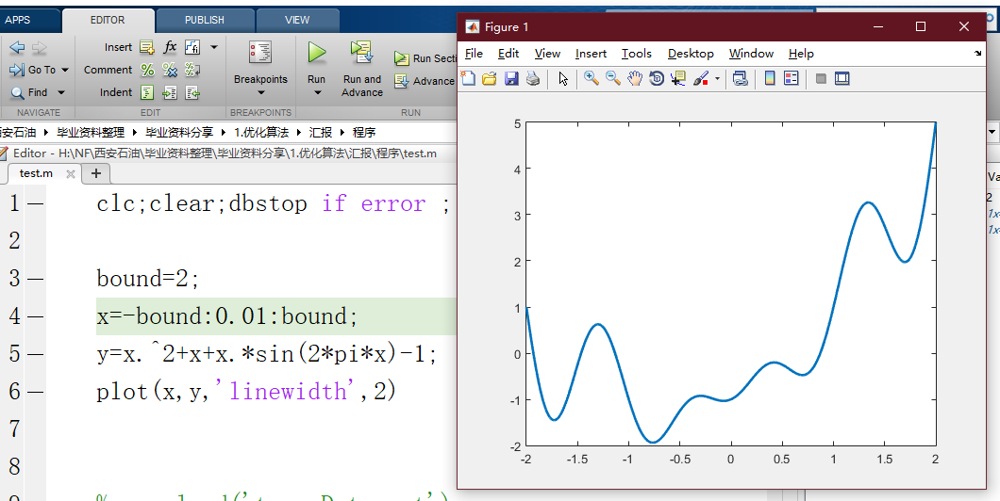 APPS EDITOR PUBLISH VIEW
Insert fx
Go To Comment % Breakpoints Run Run and Advance Run Secti
Find Indent Advance
NAVIGATE EDIT BREAKPOINTS RUN
西安石油 毕业资料整理 毕业资料分享 1.优化算法 汇报 程序
Editor - H:\NF\西安石油\毕业资料整理\毕业资料分享\1.优化算法\汇报\程序\test.m
test.m
1 clc;clear;dbstop if error ;
2
3 bound=2;
4 x=-bound:0.01:bound;
5 y=x.^2+x+x.*sin(2*pi*x)-1;
6 plot(x,y,'linewidth',2)
7
8
Figure 1
File Edit View Insert Tools Desktop Window Help
5
4
3
2
1
0
-1
-2
-2 -1.5 -1 -0.5 0 0.5 1 1.5 2
Va
2
1x
1x